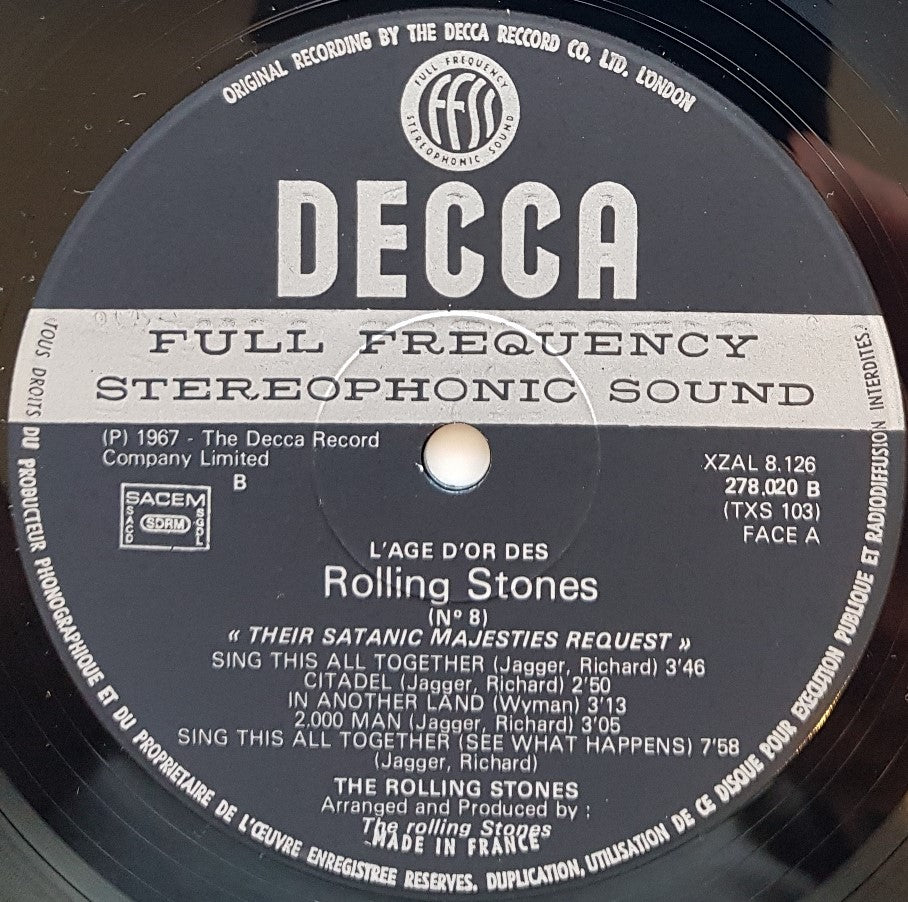 ORIGINAL RECORDING BY THE DECCA RECCORD CO. LTD. LONDON
FULL FREQUENCY
FFSS
STEREOPHONIC SOUND
DECCA
FULL FREQUENCY
STEREOPHONIC SOUND
(P) 1967 - The Decca Record
Company Limited
B
SACEM
SACD
SDRM
SGDL
XZAL 8.126
278.020 B
(TXS 103)
FACE A
L'AGE D'OR DES
Rolling Stones
(Nº 8)
« THEIR SATANIC MAJESTIES REQUEST »
SING THIS ALL TOGETHER (Jagger, Richard) 3'46
CITADEL (Jagger, Richard) 2'50
IN ANOTHER LAND (Wyman) 3'13
2,000 MAN (Jagger, Richard) 3'05
SING THIS ALL TOGETHER (SEE WHAT HAPPENS) 7'58
(Jagger, Richard)
THE ROLLING STONES
Arranged and Produced by :
The rolling Stones
MADE IN FRANCE
TOUS DROITS DU PRODUCTEUR PHONOGRAPHIQUE ET DU PROPRIETAIRE DE L'ŒUVRE ENREGISTREE RESERVES. DUPLICATION, UTILISATION DE CE DISQUE POUR EXECUTION PUBLIQUE ET RADIODIFFUSION INTERDITES.